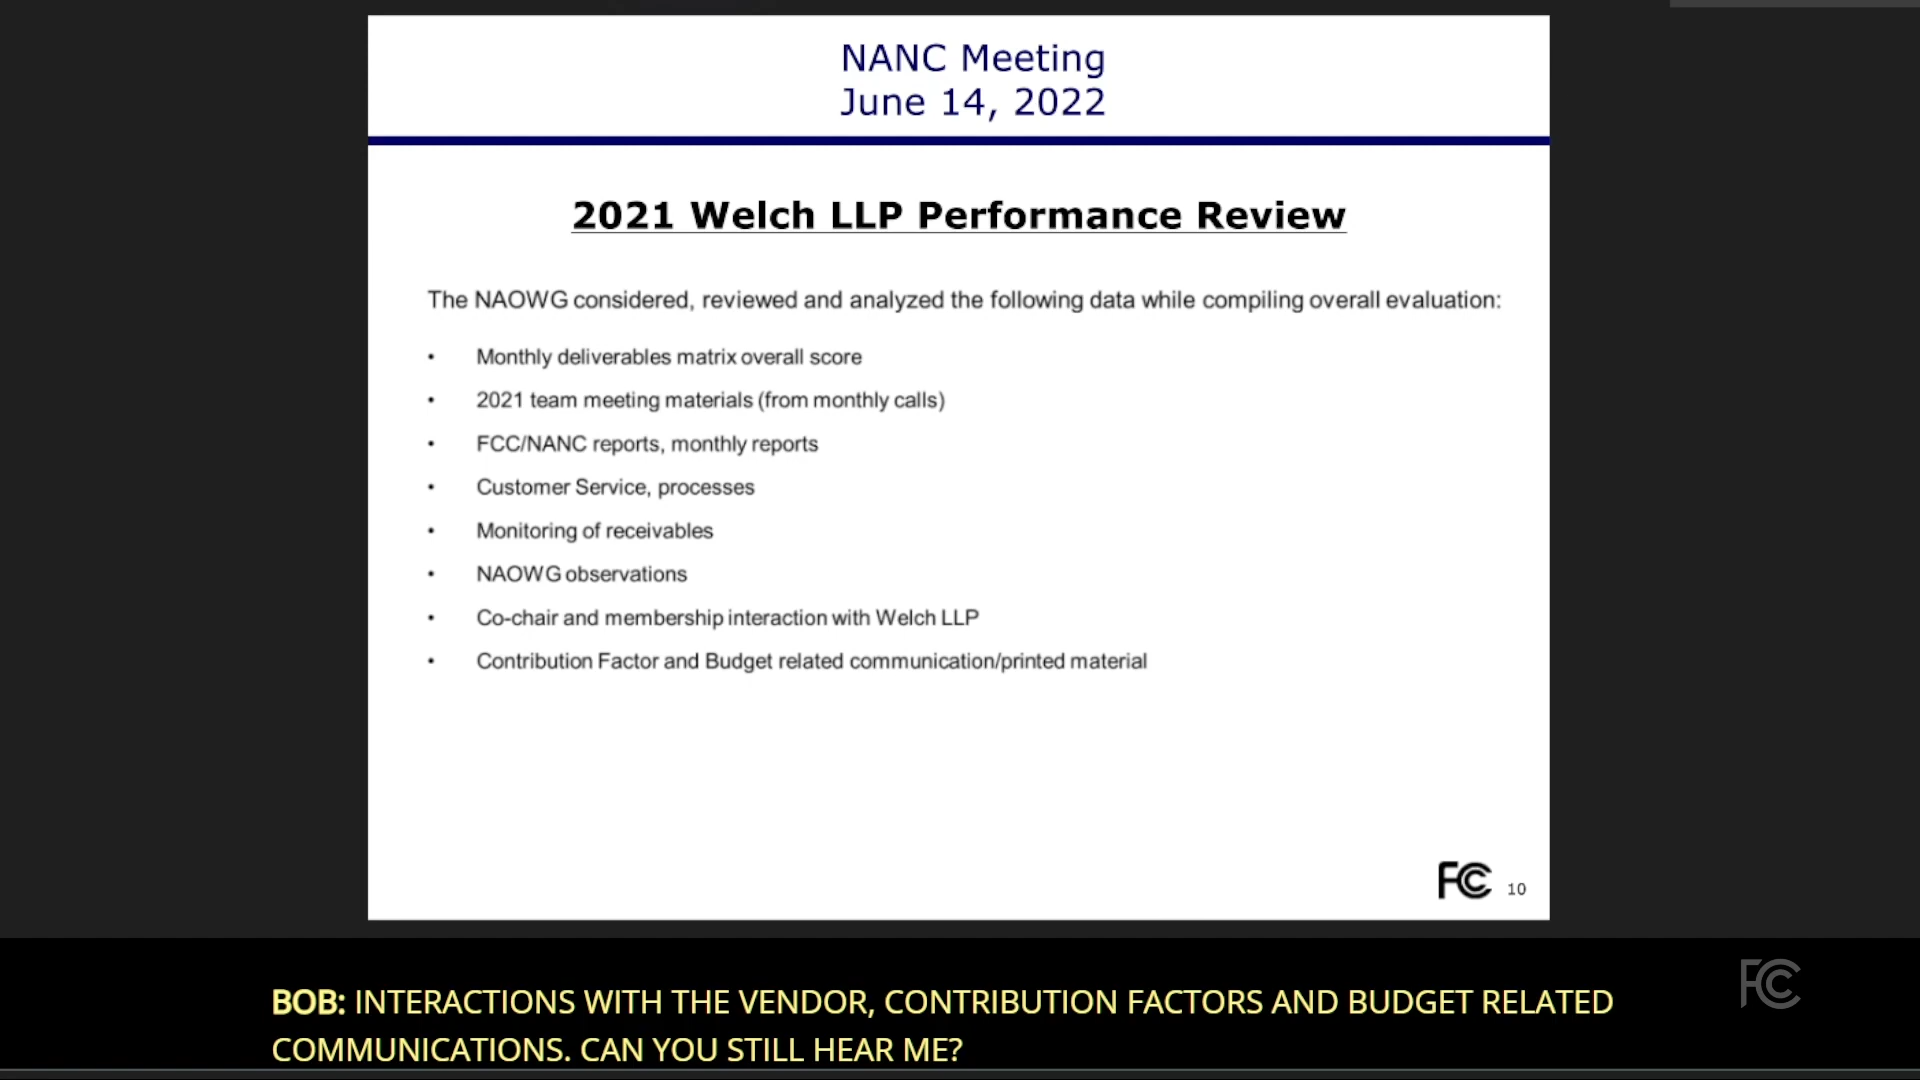 NANC Meeting
June 14, 2022
2021 Welch LLP Performance Review
The NAOWG considered, reviewed and analyzed the following data while compiling overall evaluation:
• Monthly deliverables matrix overall score
• 2021 team meeting materials (from monthly calls)
• FCC/NANC reports, monthly reports
• Customer Service, processes
• Monitoring of receivables
• NAOWG observations
• Co-chair and membership interaction with Welch LLP
• Contribution Factor and Budget related communication/printed material
FCC 10
FCC
BOB: INTERACTIONS WITH THE VENDOR, CONTRIBUTION FACTORS AND BUDGET RELATED
COMMUNICATIONS. CAN YOU STILL HEAR ME?